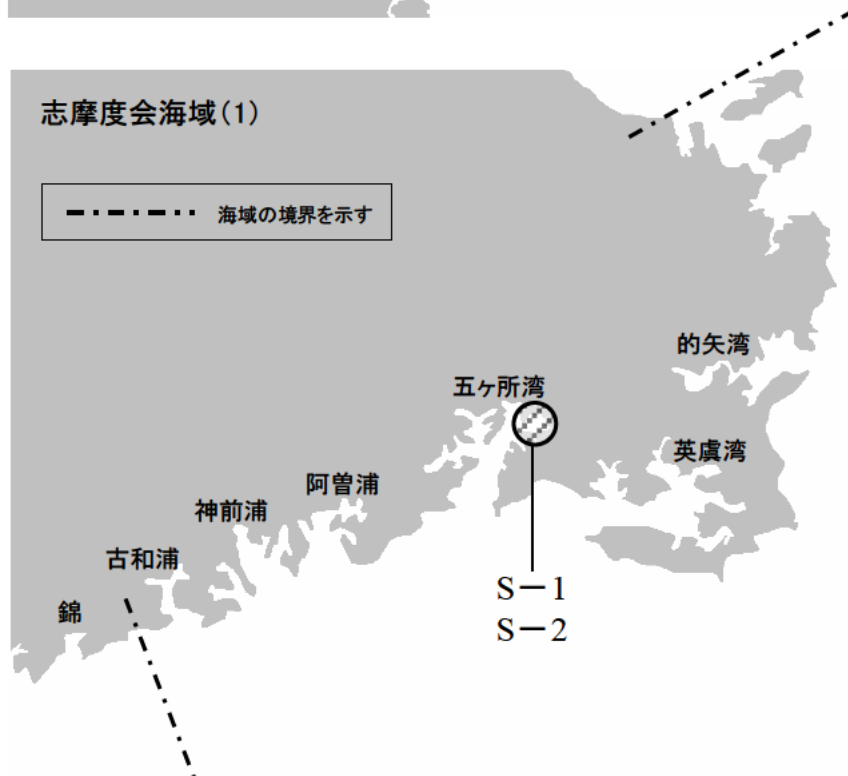 志摩度会海域(1)
海域の境界を示す
的矢湾
五ヶ所湾
英虞湾
阿曽浦
神前浦
古和浦
錦
S－1
S－2